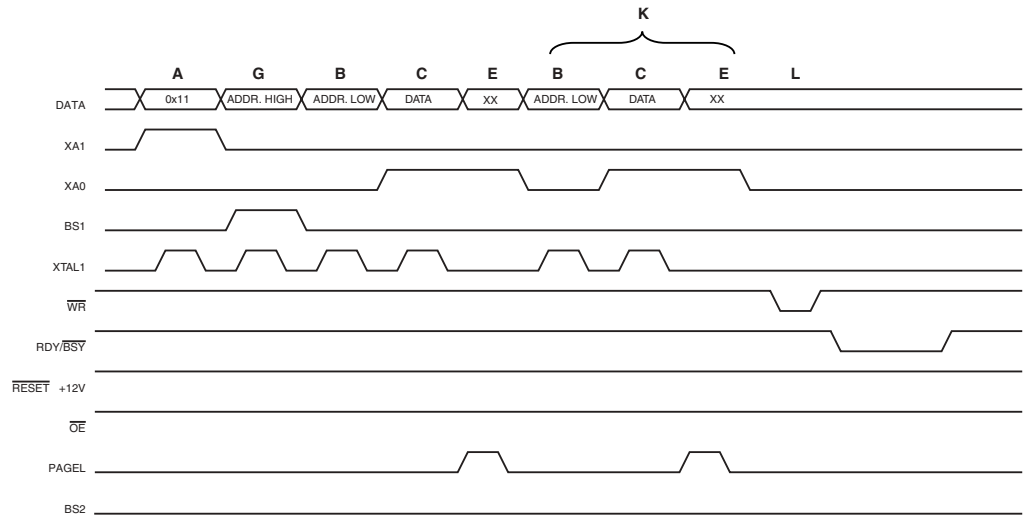 K
A G B C E B C E L
DATA 0x11 ADDR. HIGH ADDR. LOW DATA XX ADDR. LOW DATA XX
XA1
XA0
BS1
XTAL1
WR
RDY/BSY
RESET +12V
OE
PAGEL
BS2